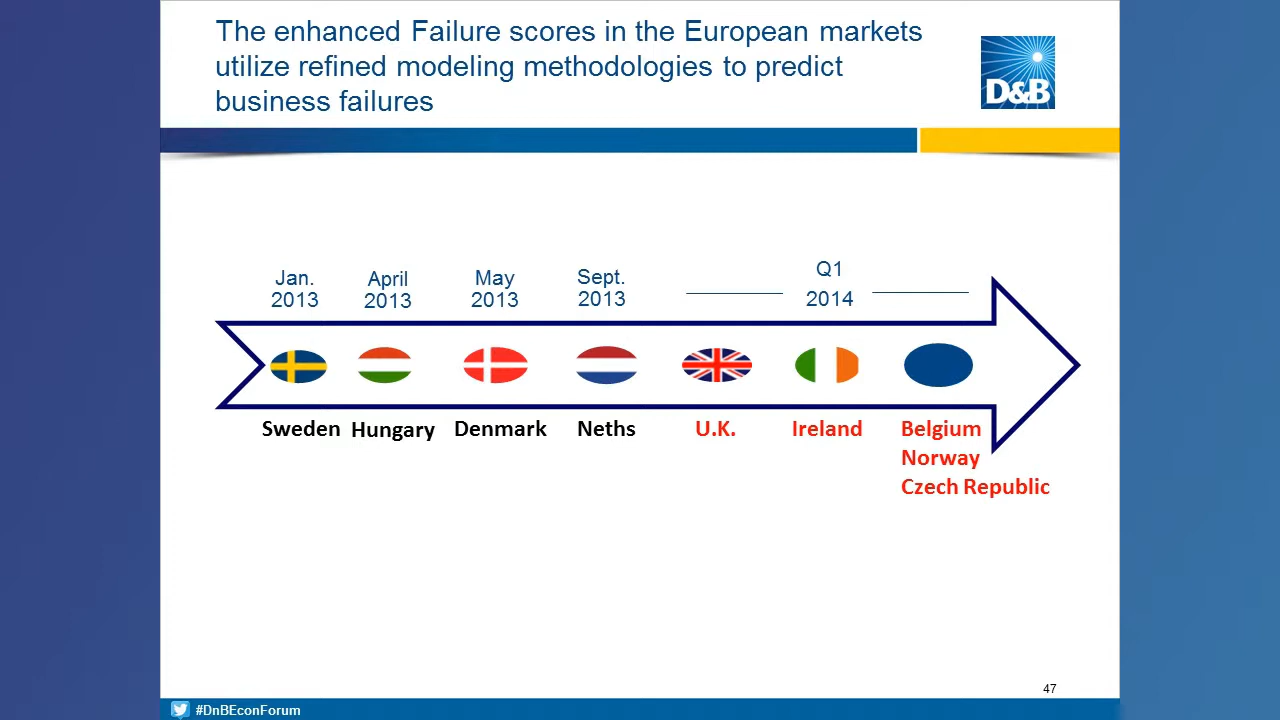 The enhanced Failure scores in the European markets
utilize refined modeling methodologies to predict
business failures
D&B
Jan.
2013
April
2013
May
2013
Sept.
2013
Q1
2014
Sweden
Hungary
Denmark
Neths
U.K.
Ireland
Belgium
Norway
Czech Republic
47
#DnBEconForum